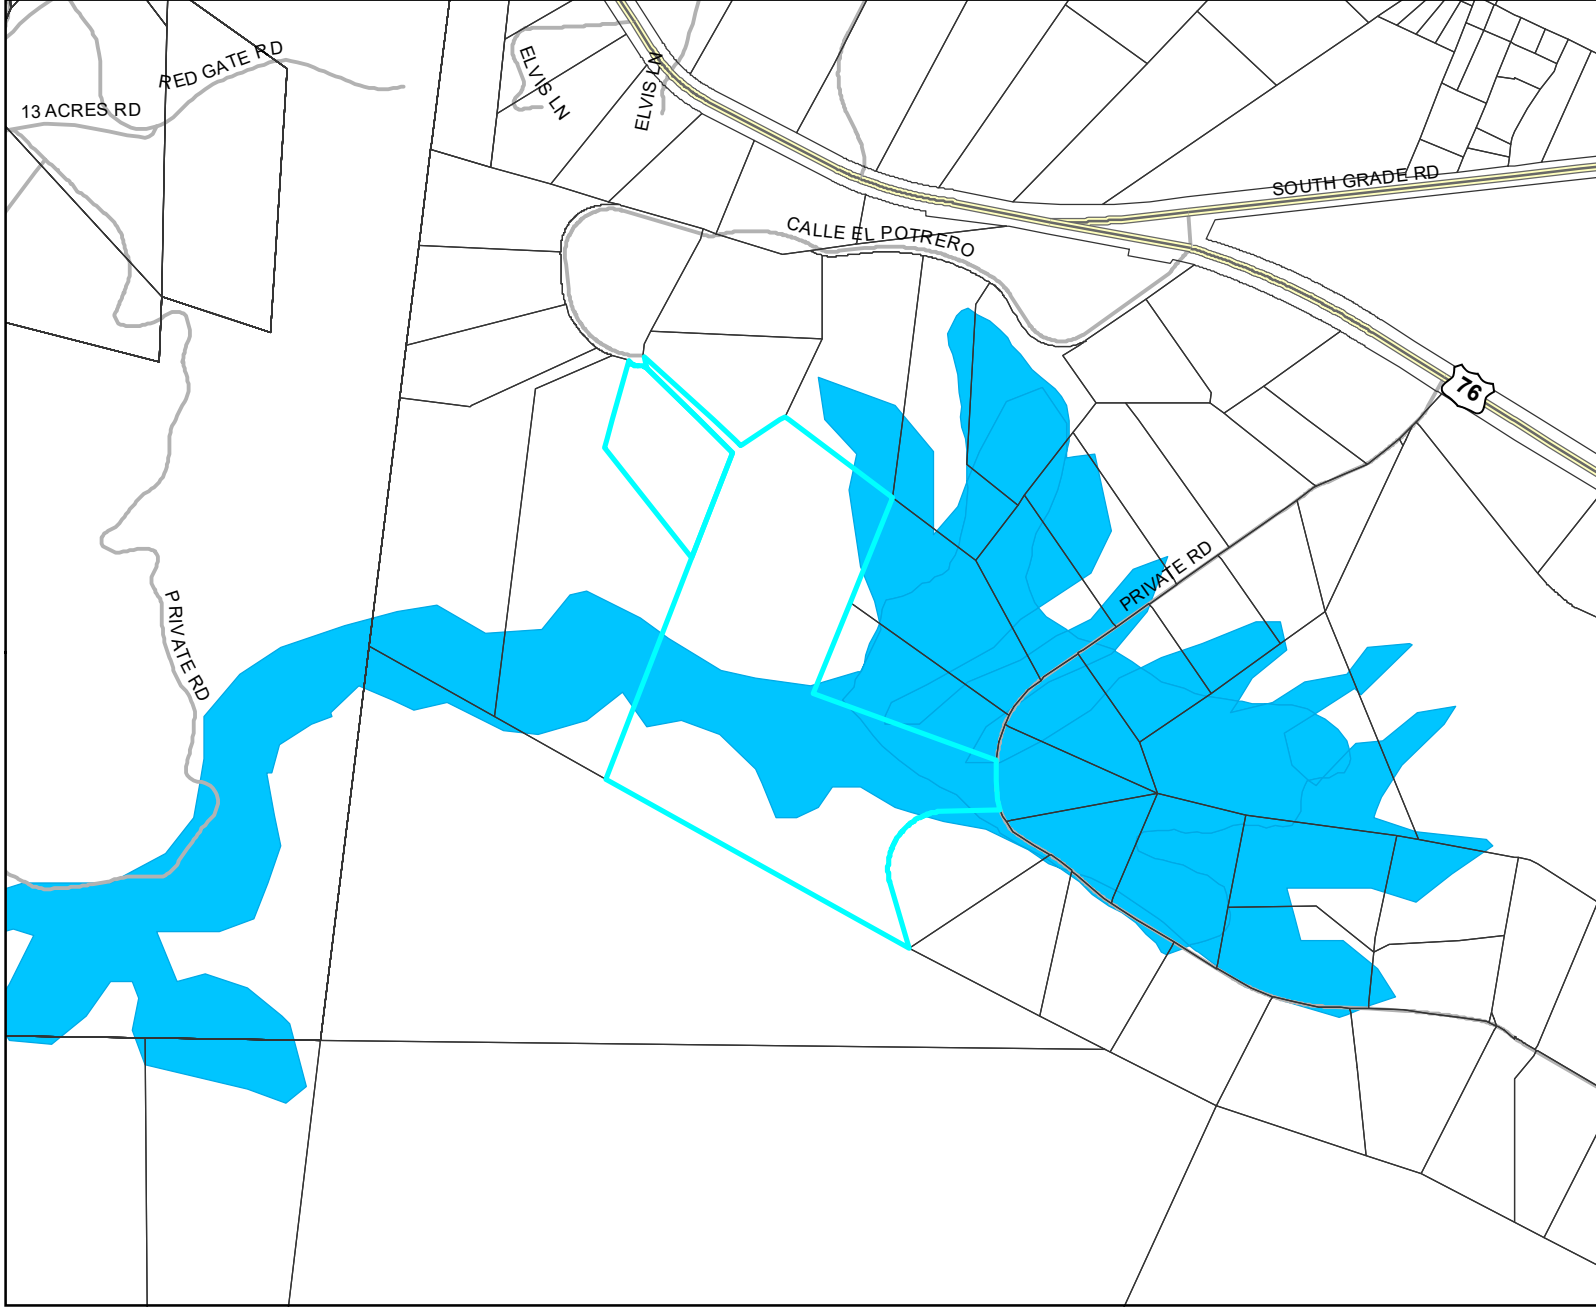 RED GATE RD
13 ACRES RD
ELVIS LN
ELVIS LN
SOUTH GRADE RD
CALLE EL POTRERO
76
PRIVATE RD
PRIVATE RD